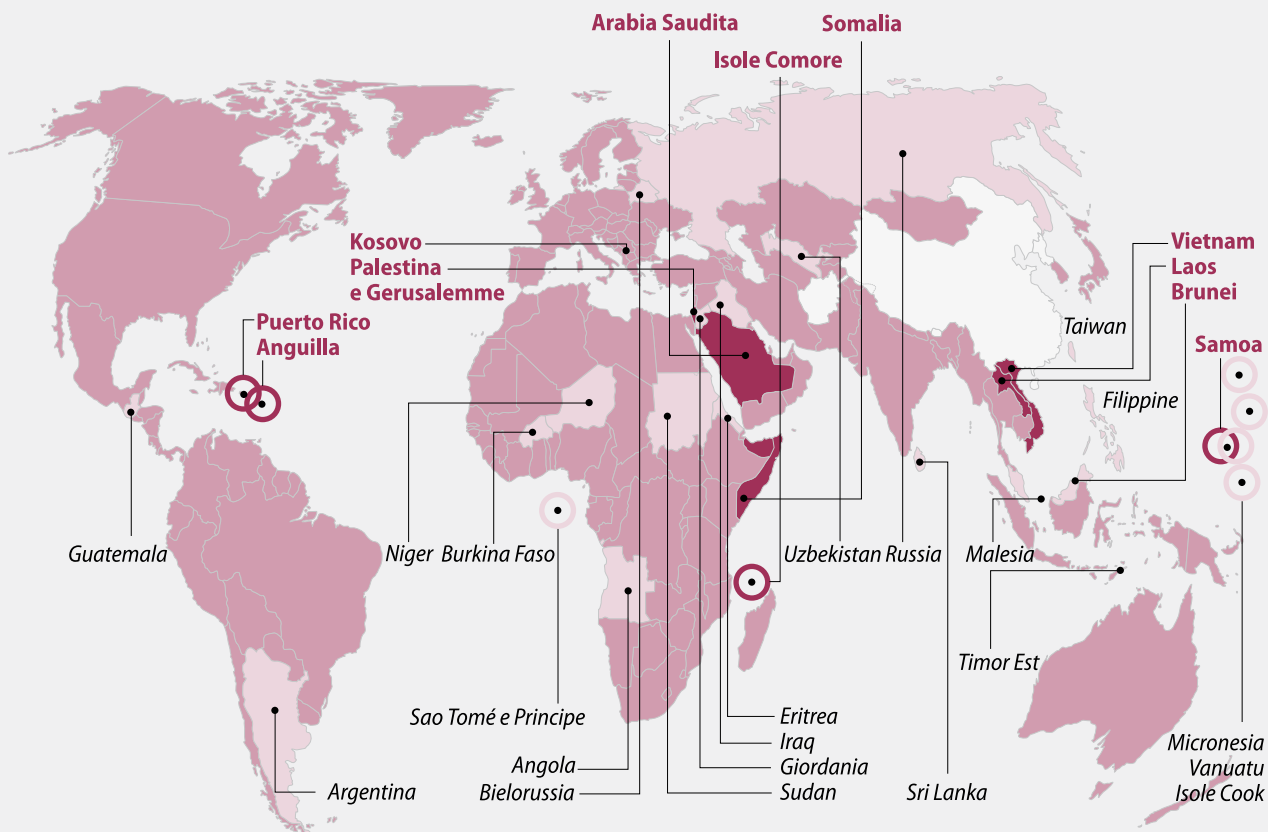 Arabia Saudita
Somalia
Isole Comore
Kosovo
Palestina
e Gerusalemme
Vietnam
Laos
Brunei
Puerto Rico
Anguilla
Taiwan
Samoa
Filippine
Guatemala
Niger
Burkina Faso
Uzbekistan
Russia
Malesia
Timor Est
Sao Tomé e Principe
Eritrea
Iraq
Giordania
Sudan
Angola
Bielorussia
Argentina
Sri Lanka
Micronesia
Vanuatu
Isole Cook